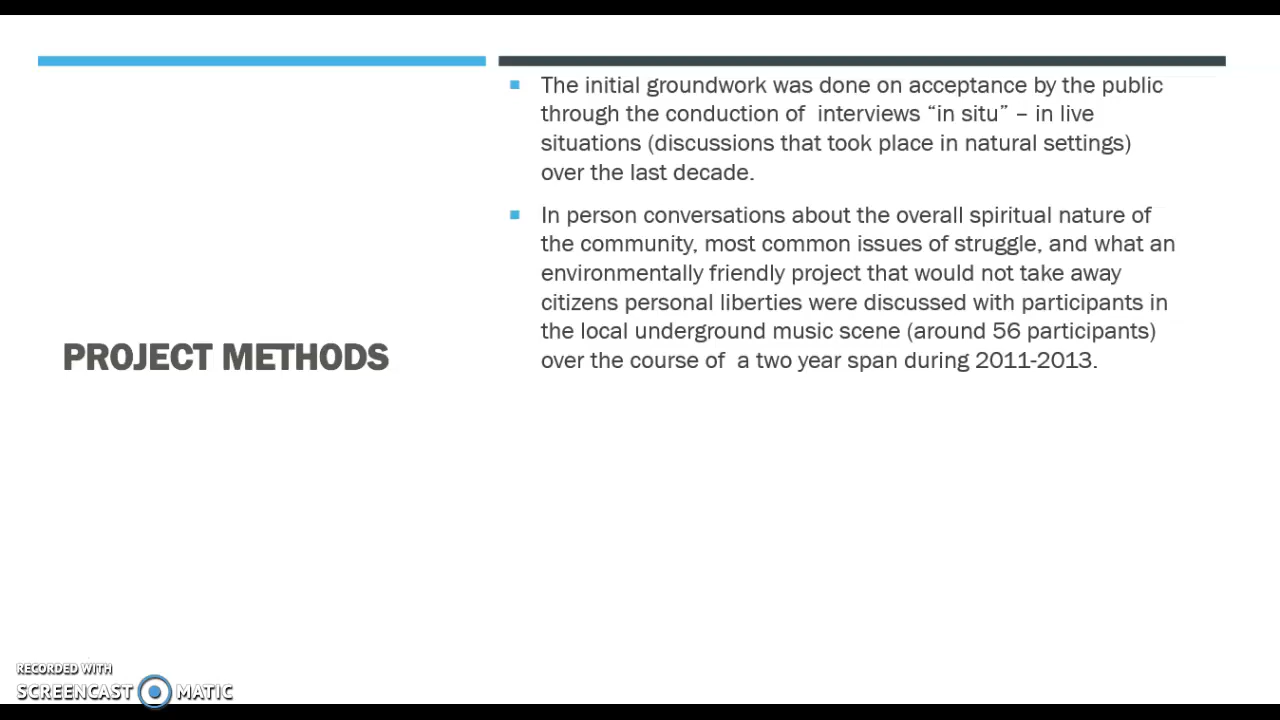 The initial groundwork was done on acceptance by the public
through the conduction of  interviews “in situ” – in live
situations (discussions that took place in natural settings)
over the last decade.
In person conversations about the overall spiritual nature of
the community, most common issues of struggle, and what an
environmentally friendly project that would not take away
citizens personal liberties were discussed with participants in
the local underground music scene (around 56 participants)
over the course of  a two year span during 2011-2013.
PROJECT METHODS
RECORDED WITH
SCREENCAST MATIC